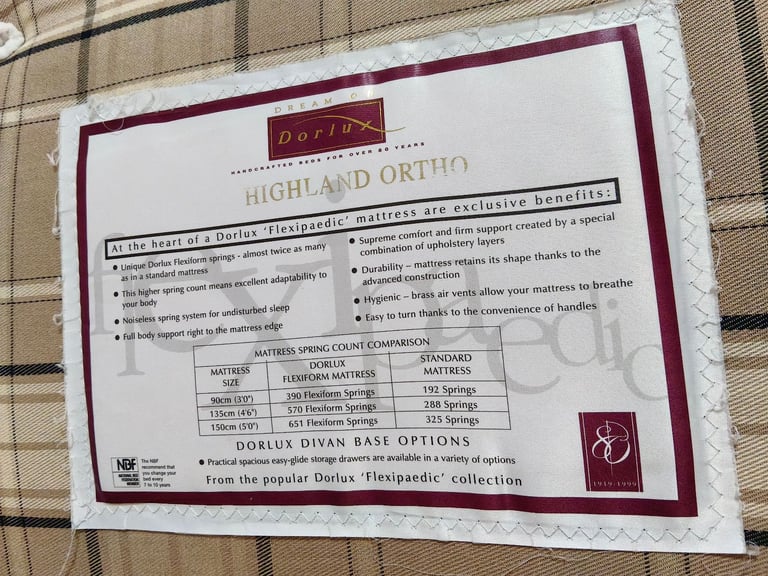 DREAM O
Dorlux
HANDCRAFTED BEDS FOR OVER 80 YEARS
HIGHLAND ORTHO
At the heart of a Dorlux 'Flexipaedic' mattress are exclusive benefits:
● Unique Dorlux Flexiform springs - almost twice as many
as in a standard mattress
● This higher spring count means excellent adaptability to
your body
● Noiseless spring system for undisturbed sleep
● Full body support right to the mattress edge
● Supreme comfort and firm support created by a special
combination of upholstery layers
● Durability – mattress retains its shape thanks to the
advanced construction
● Hygienic – brass air vents allow your mattress to breathe
● Easy to turn thanks to the convenience of handles
flexipaedic
MATTRESS SPRING COUNT COMPARISON
MATTRESS SIZE DORLUX FLEXIFORM MATTRESS STANDARD MATTRESS
90cm (3'0") 390 Flexiform Springs 192 Springs
135cm (4'6") 570 Flexiform Springs 288 Springs
150cm (5'0") 651 Flexiform Springs 325 Springs
DORLUX DIVAN BASE OPTIONS
● Practical spacious easy-glide storage drawers are available in a variety of options
From the popular Dorlux 'Flexipaedic' collection
NBF
NATIONAL BED
FEDERATION
MEMBER
The NBF
recommend that
you change your
bed every
7 to 10 years
80
1919-1999